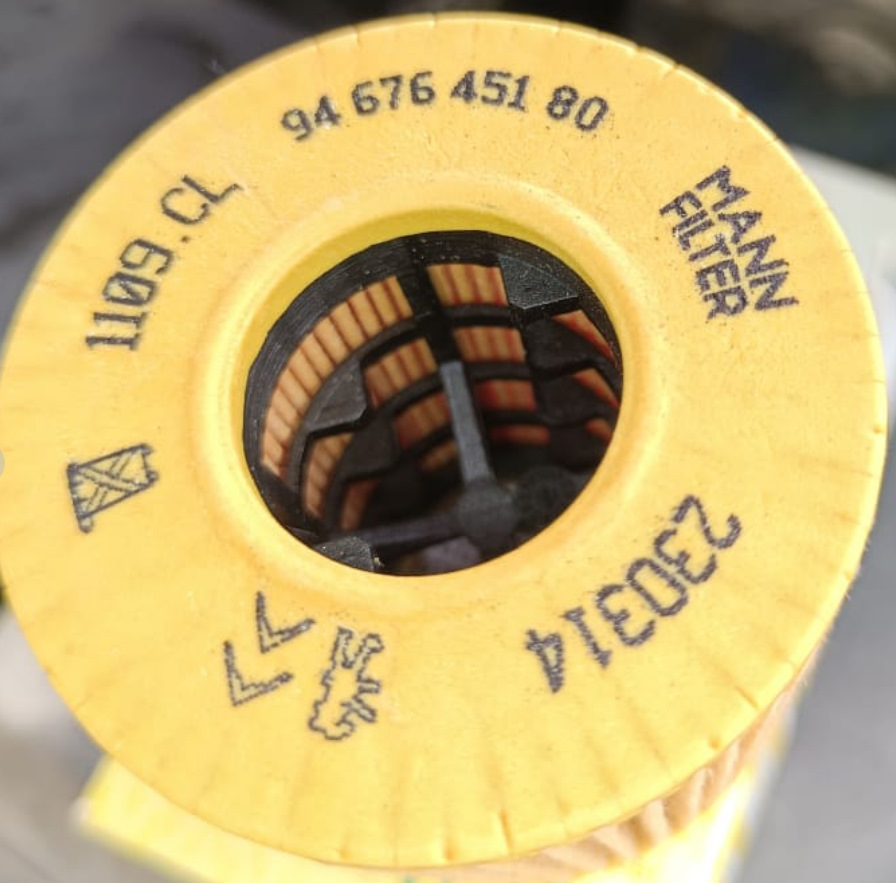 94 676 451 80
MANN
FILTER
230314
1109.CL